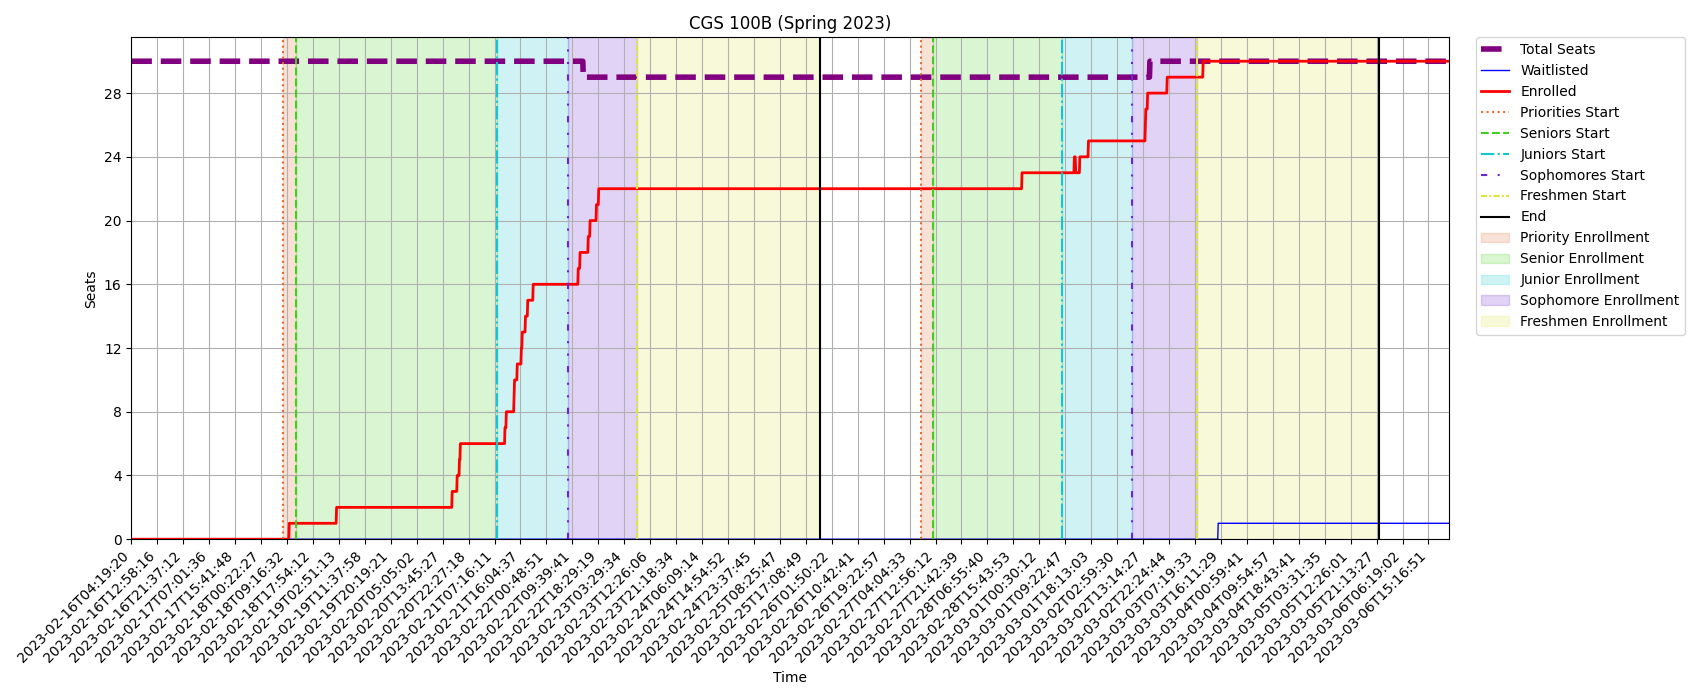 CGS 100B (Spring 2023)
Seats
28
24
20
16
12
8
4
0
2023-02-16T04:19:20
2023-02-16T12:58:16
2023-02-16T21:37:12
2023-02-17T07:01:36
2023-02-17T15:41:48
2023-02-18T00:22:27
2023-02-18T09:16:32
2023-02-18T17:54:12
2023-02-19T02:51:13
2023-02-19T11:37:58
2023-02-19T20:19:21
2023-02-20T05:05:02
2023-02-20T13:45:27
2023-02-20T22:27:18
2023-02-21T07:16:11
2023-02-21T16:04:37
2023-02-22T00:48:51
2023-02-22T09:39:41
2023-02-22T18:29:19
2023-02-23T03:29:34
2023-02-23T12:26:06
2023-02-23T21:18:34
2023-02-24T06:09:14
2023-02-24T14:54:52
2023-02-24T23:37:45
2023-02-25T08:25:47
2023-02-25T17:08:49
2023-02-26T01:50:22
2023-02-26T10:42:41
2023-02-26T19:22:57
2023-02-27T04:04:33
2023-02-27T12:56:12
2023-02-27T21:42:39
2023-02-28T06:55:40
2023-02-28T15:43:53
2023-03-01T00:30:12
2023-03-01T09:22:47
2023-03-01T18:13:03
2023-03-02T02:59:30
2023-03-02T13:14:27
2023-03-02T22:24:44
2023-03-03T07:19:33
2023-03-03T16:11:29
2023-03-04T00:59:41
2023-03-04T09:54:57
2023-03-04T18:43:41
2023-03-05T03:31:35
2023-03-05T12:26:01
2023-03-05T21:13:27
2023-03-06T06:19:02
2023-03-06T15:16:51
Time
Total Seats
Waitlisted
Enrolled
Priorities Start
Seniors Start
Juniors Start
Sophomores Start
Freshmen Start
End
Priority Enrollment
Senior Enrollment
Junior Enrollment
Sophomore Enrollment
Freshmen Enrollment